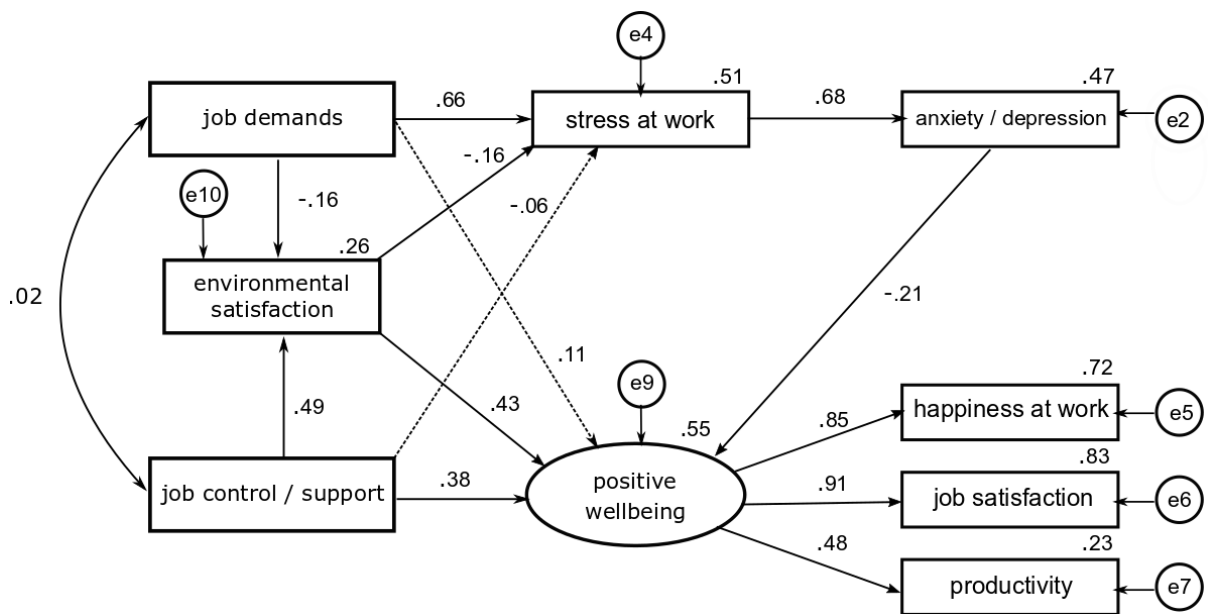 e4
.51
.47
job demands
.66
stress at work
.68
anxiety / depression
e2
-.16
e10
-.16
-.06
.26
environmental
satisfaction
.02
-.21
.11
e9
.72
.49
.43
.55
.85
happiness at work
e5
job control / support
.38
positive
wellbeing
.83
.91
job satisfaction
e6
.48
.23
productivity
e7